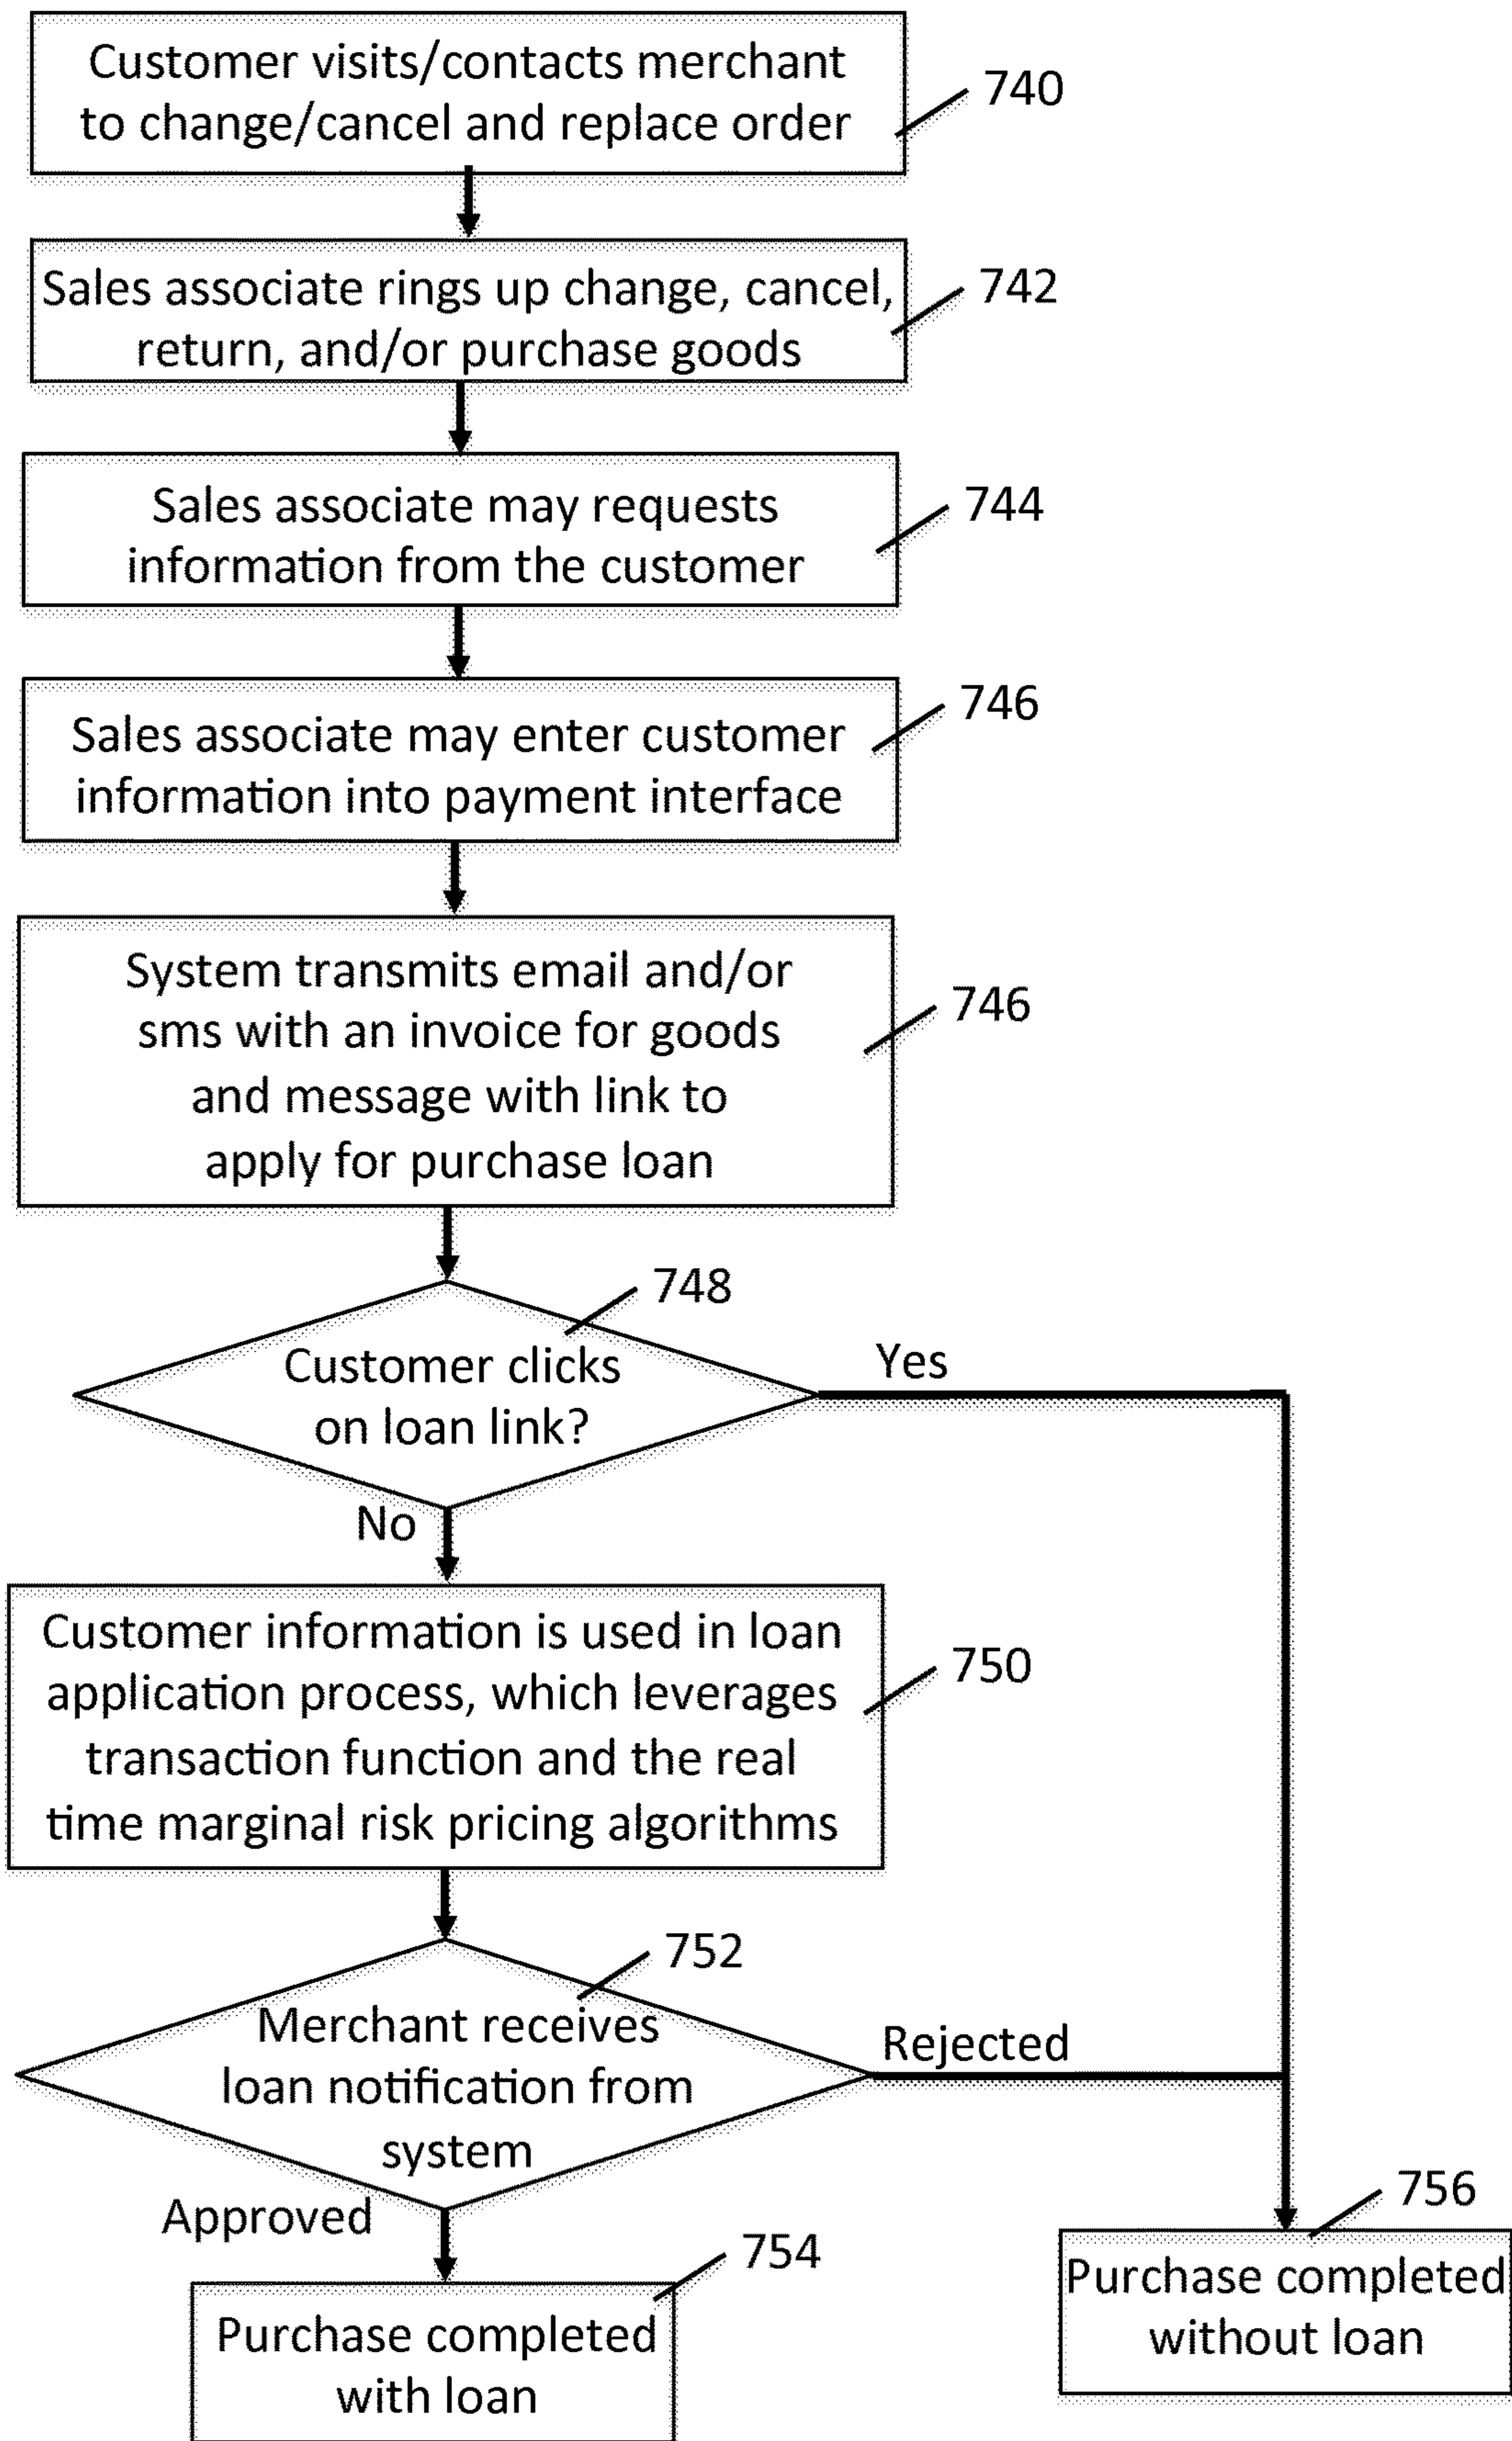 Customer visits/contacts merchant
to change/cancel and replace order
740
Sales associate rings up change, cancel,
return, and/or purchase goods
742
Sales associate may requests
information from the customer
744
Sales associate may enter customer
information into payment interface
746
System transmits email and/or
sms with an invoice for goods
and message with link to
apply for purchase loan
746
748
Customer clicks
on loan link?
Yes
No
Customer information is used in loan
application process, which leverages
transaction function and the real
time marginal risk pricing algorithms
750
752
Merchant receives
loan notification from
system
Rejected
Approved
754
Purchase completed
with loan
756
Purchase completed
without loan